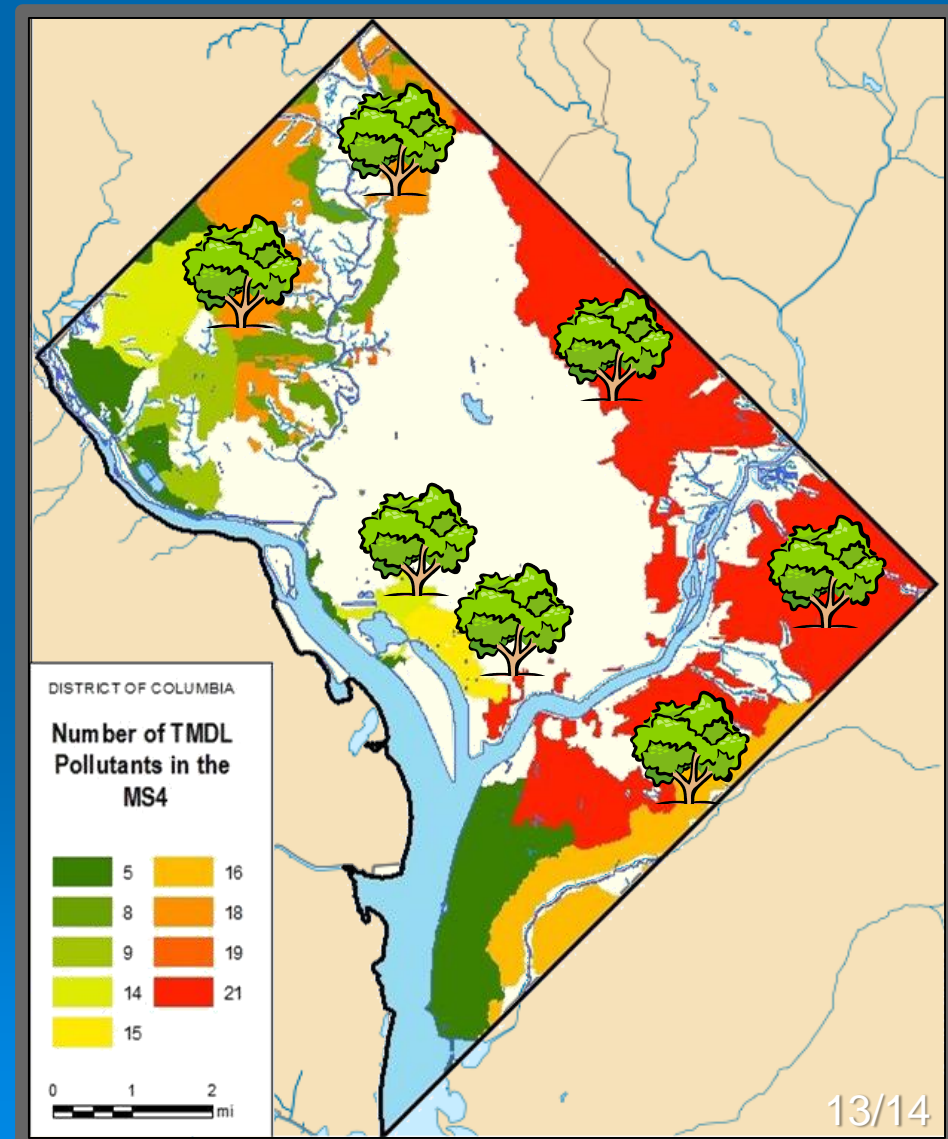 DISTRICT OF COLUMBIA
Number of TMDL
Pollutants in the
MS4
5
16
8
18
9
19
14
21
15
0 1 2
mi
13/14